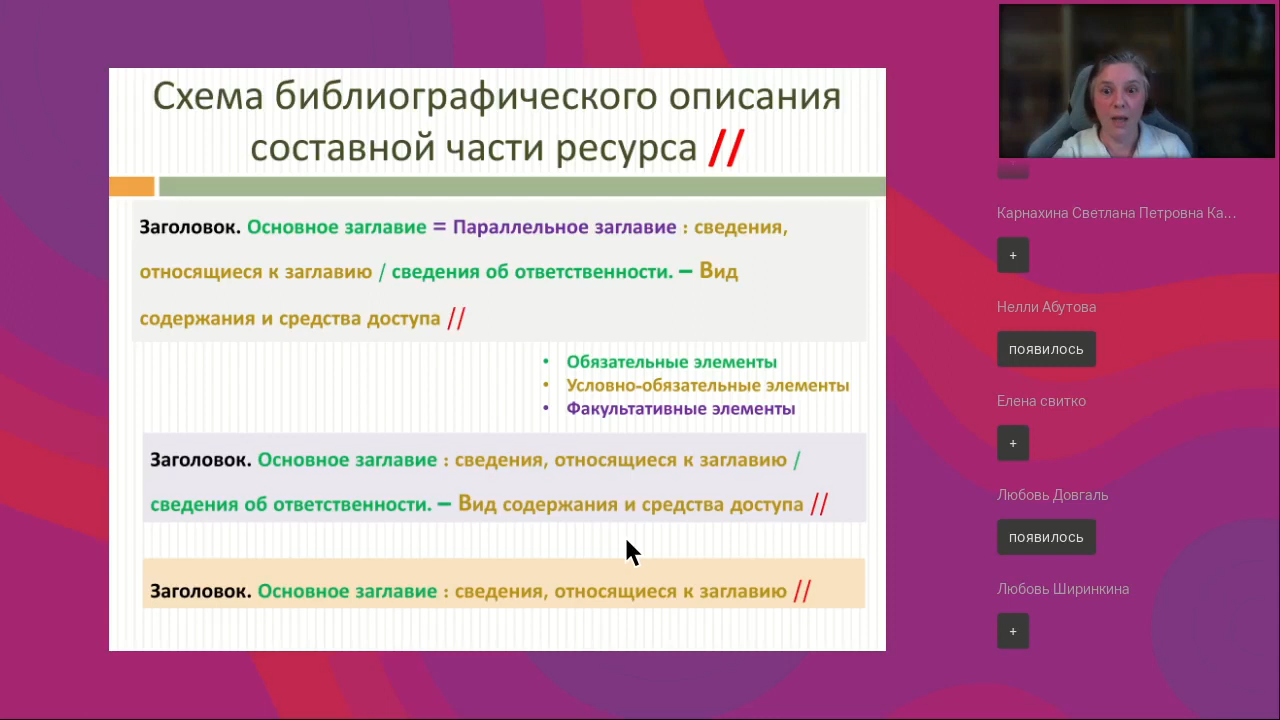 Схема библиографического описания
составной части ресурса //
Заголовок. Основное заглавие = Параллельное заглавие : сведения,
относящиеся к заглавию / сведения об ответственности. – Вид
содержания и средства доступа //
• Обязательные элементы
• Условно-обязательные элементы
• Факультативные элементы
Заголовок. Основное заглавие : сведения, относящиеся к заглавию /
сведения об ответственности. – Вид содержания и средства доступа //
Заголовок. Основное заглавие : сведения, относящиеся к заглавию //
Карнахина Светлана Петровна Ка...
+
Нелли Абутова
появилось
Елена свитко
+
Любовь Довгаль
появилось
Любовь Ширинкина
+